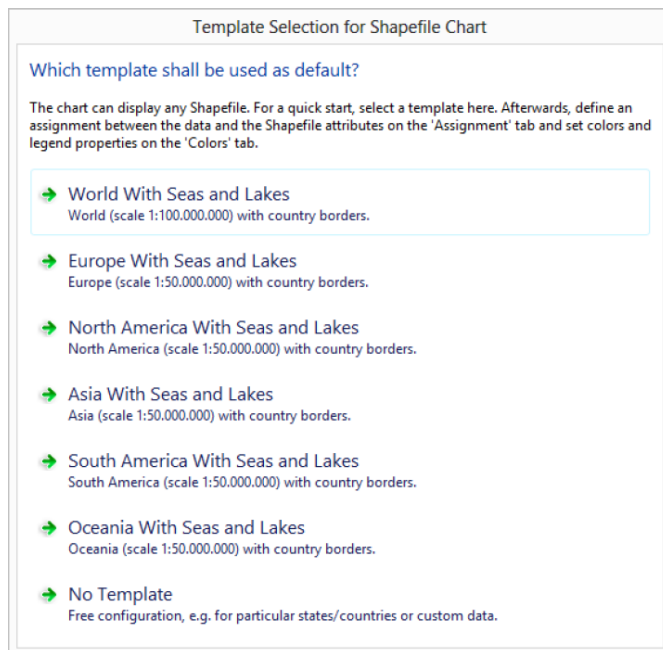 Template Selection for Shapefile Chart
Which template shall be used as default?
The chart can display any Shapefile. For a quick start, select a template here. Afterwards, define an
assignment between the data and the Shapefile attributes on the 'Assignment' tab and set colors and
legend properties on the 'Colors' tab.
World With Seas and Lakes
World (scale 1:100.000.000) with country borders.
Europe With Seas and Lakes
Europe (scale 1:50.000.000) with country borders.
North America With Seas and Lakes
North America (scale 1:50.000.000) with country borders.
Asia With Seas and Lakes
Asia (scale 1:50.000.000) with country borders.
South America With Seas and Lakes
South America (scale 1:50.000.000) with country borders.
Oceania With Seas and Lakes
Oceania (scale 1:50.000.000) with country borders.
No Template
Free configuration, e.g. for particular states/countries or custom data.